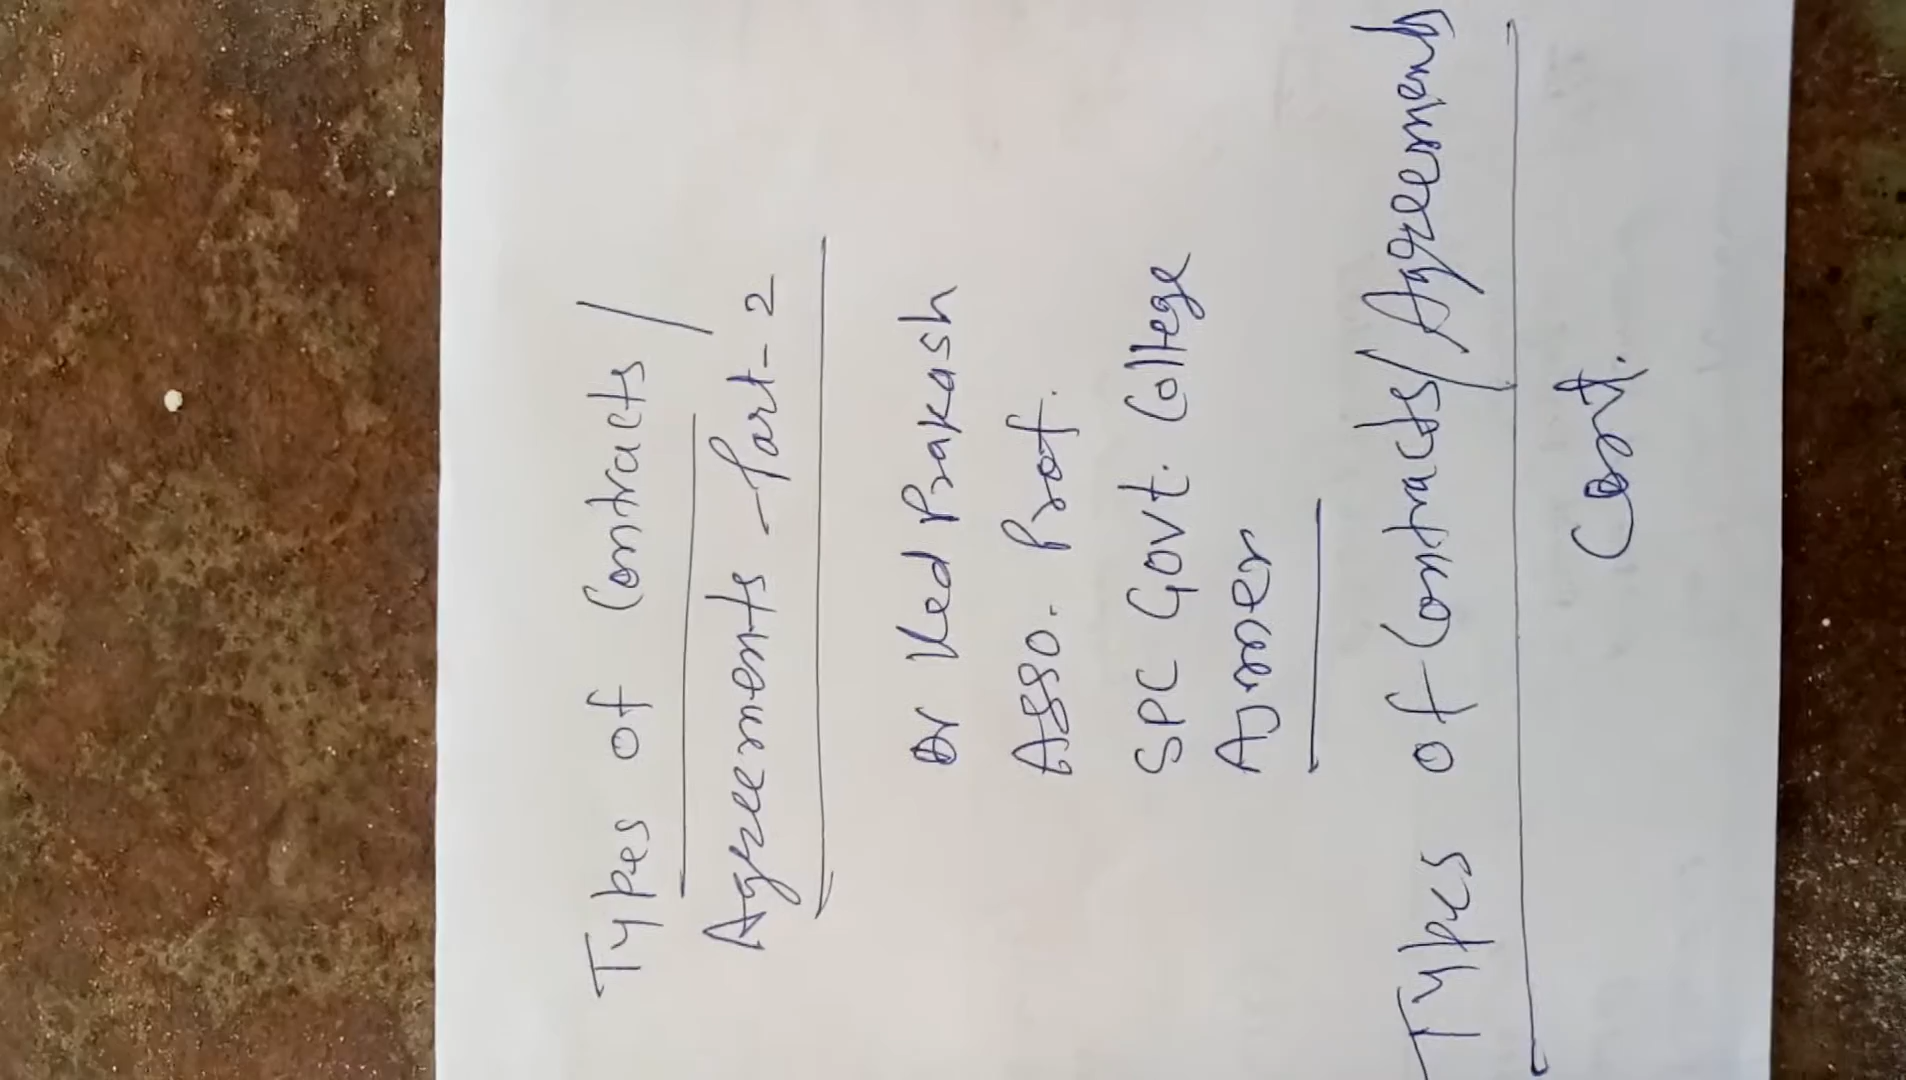 Types of Contracts/
Agreements - Part-2
Dr Ved Prakash
Asso. Prof.
SPC Govt. College
Ajmer
Types of Contracts/Agreements
Cont.